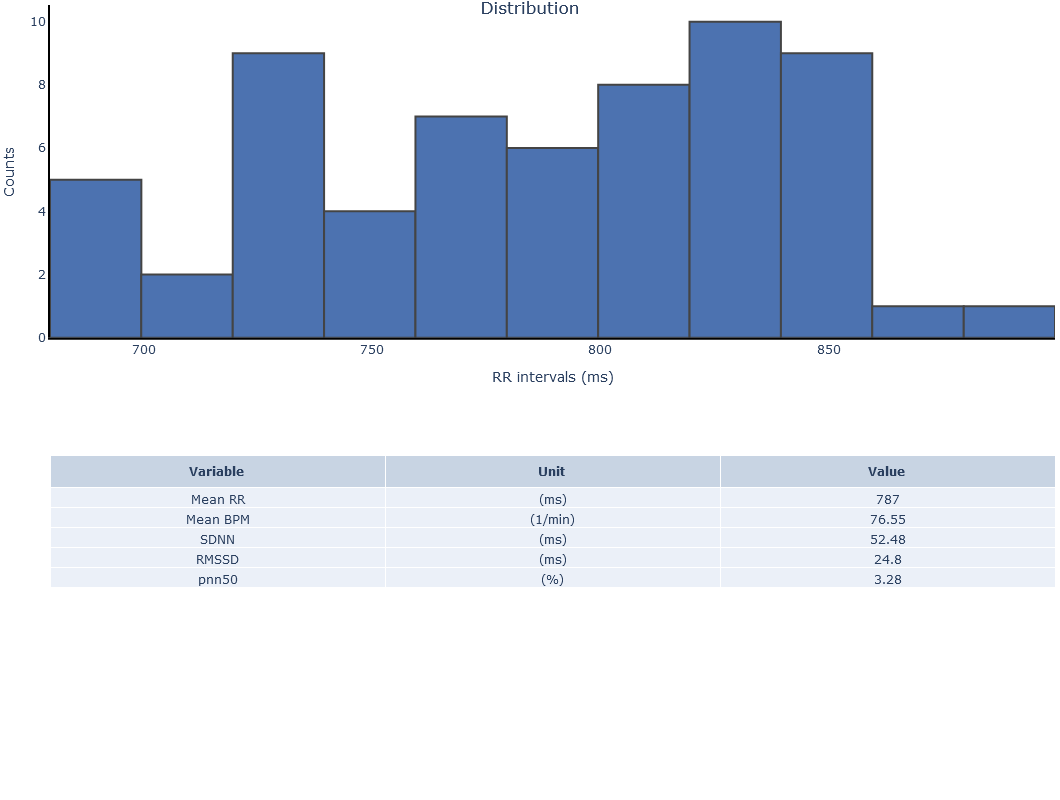 Distribution
10
8
6
4
2
0
Counts
700 750 800 850
RR intervals (ms)
Variable Unit Value
Mean RR (ms) 787
Mean BPM (1/min) 76.55
SDNN (ms) 52.48
RMSSD (ms) 24.8
pnn50 (%) 3.28